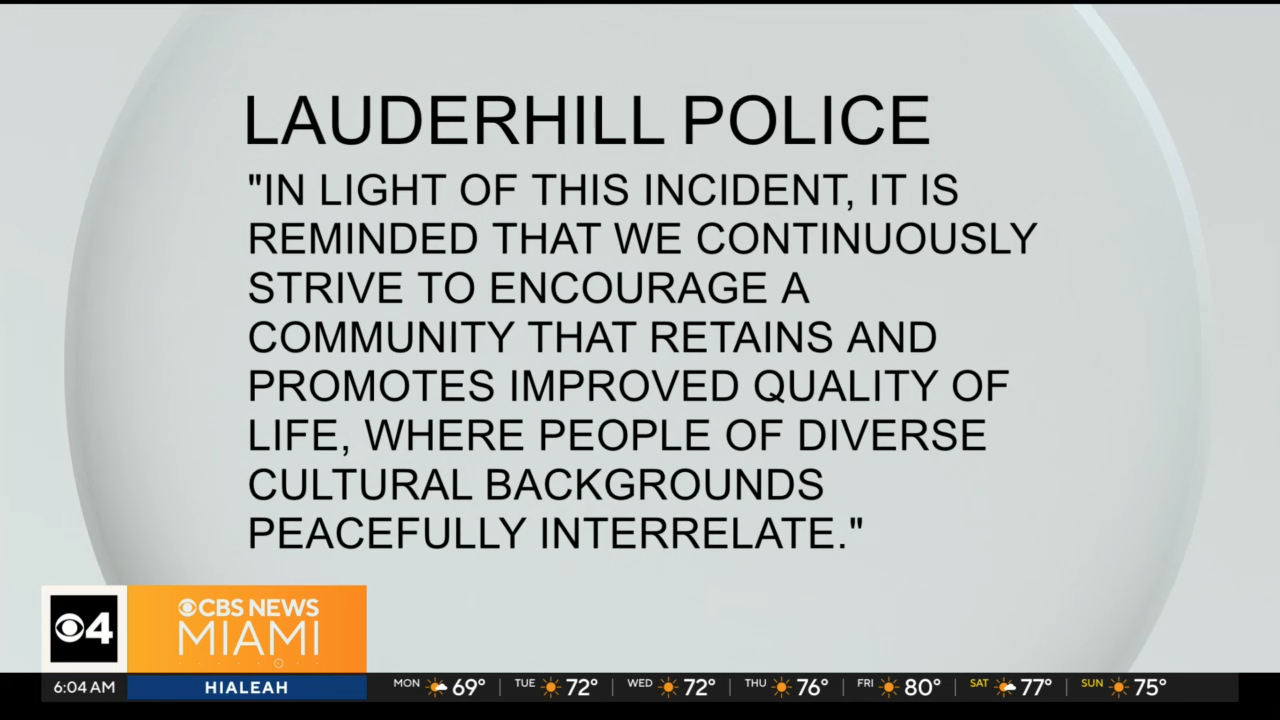 LAUDERHILL POLICE
"IN LIGHT OF THIS INCIDENT, IT IS
REMINDED THAT WE CONTINUOUSLY
STRIVE TO ENCOURAGE A
COMMUNITY THAT RETAINS AND
PROMOTES IMPROVED QUALITY OF
LIFE, WHERE PEOPLE OF DIVERSE
CULTURAL BACKGROUNDS
PEACEFULLY INTERRELATE."
4
CBS NEWS
MIAMI
6:04 AM HIALEAH MON 69° TUE 72° WED 72° THU 76° FRI 80° SAT 77° SUN 75°